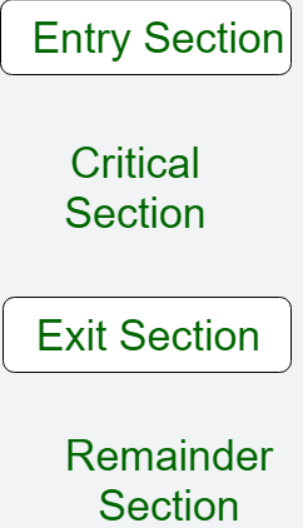 Entry Section
Critical
Section
Exit Section
Remainder
Section